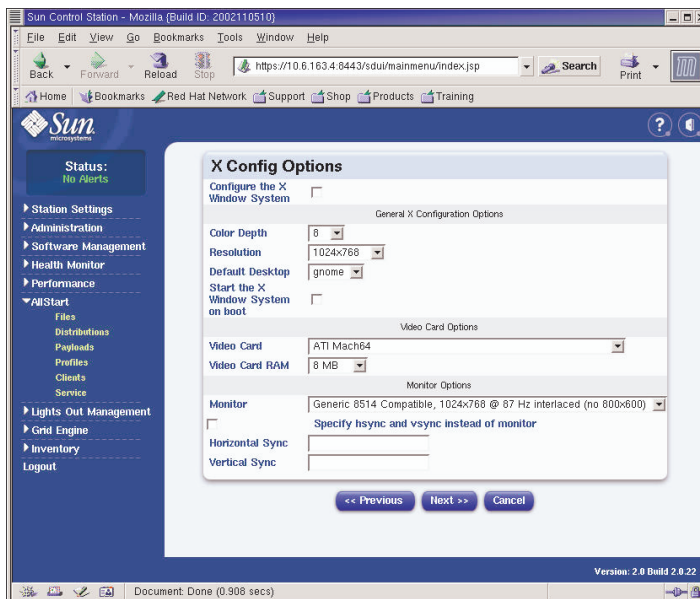 Sun Control Station - Mozilla {Build ID: 2002110510}
File Edit View Go Bookmarks Tools Window Help
Back Forward Reload Stop https://10.6.163.4:8443/sdui/mainmenu/index.jsp Search Print
Home Bookmarks Red Hat Network Support Shop Products Training
Sun
microsystems
?
Status:
No Alerts
Station Settings
Administration
Software Management
Health Monitor
Performance
AllStart
Files
Distributions
Payloads
Profiles
Clients
Service
Lights Out Management
Grid Engine
Inventory
Logout
X Config Options
Configure the X
Window System
General X Configuration Options
Color Depth 8
Resolution 1024x768
Default Desktop gnome
Start the X
Window System
on boot
Video Card Options
Video Card ATI Mach64
Video Card RAM 8 MB
Monitor Options
Monitor Generic 8514 Compatible, 1024x768 @ 87 Hz interlaced (no 800x600)
Specify hsync and vsync instead of monitor
Horizontal Sync
Vertical Sync
<< Previous Next >> Cancel
Version: 2.0 Build 2.0.22
Document: Done (0.908 secs)